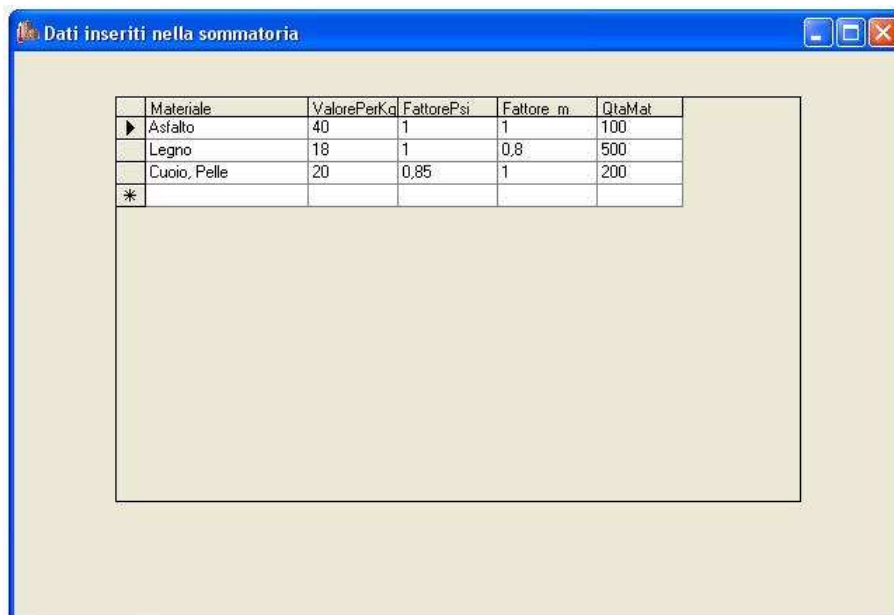 Dati inseriti nella sommatoria
Materiale ValorePerKg FattorePsi Fattore_m QtaMat
Asfalto 40 1 1 100
Legno 18 1 0,8 500
Cuoio, Pelle 20 0,85 1 200